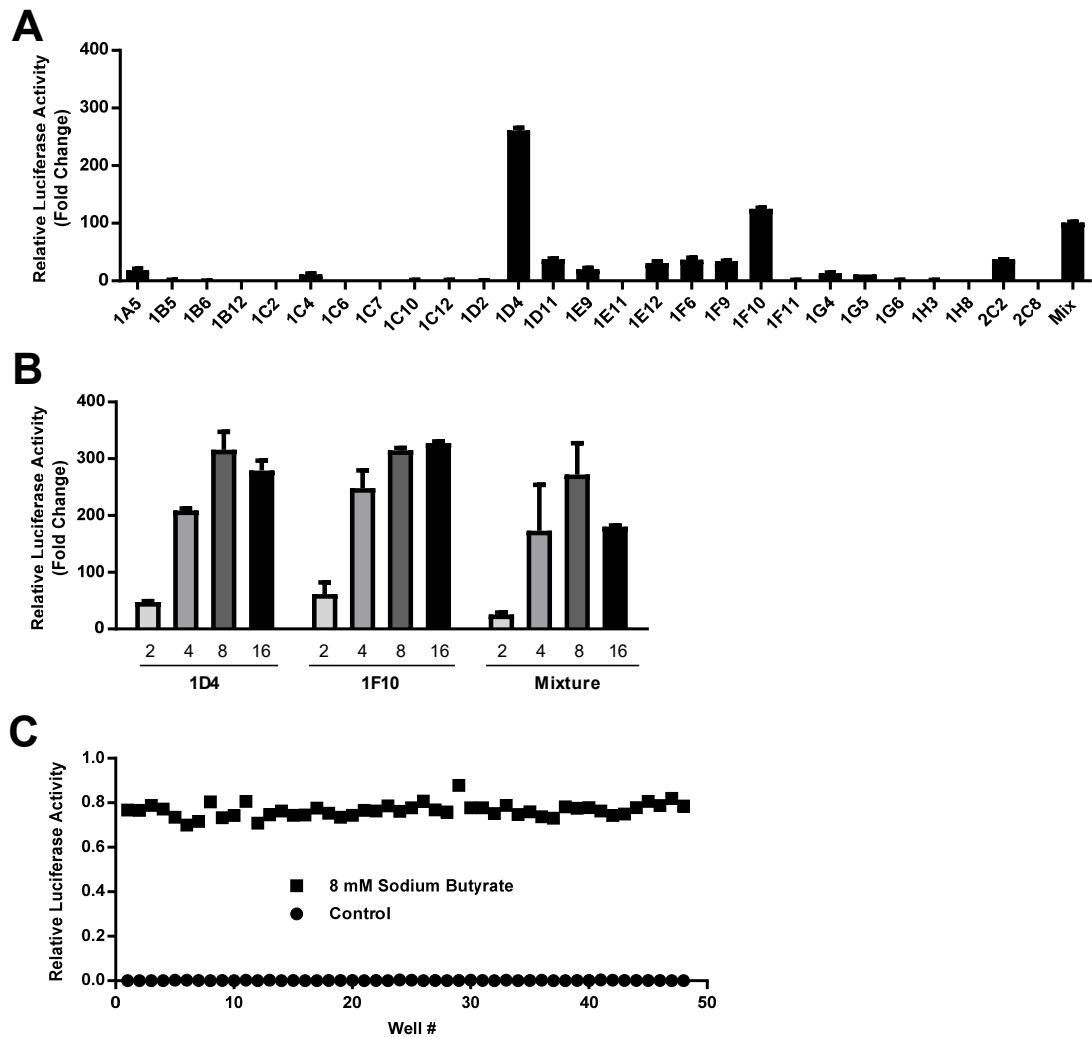 A
Relative Luciferase Activity
(Fold Change)
400
300
200
100
0
1A5 1B5 1B6 1B12 1C2 1C4 1C6 1C7 1C10 1C12 1D2 1D4 1D11 1E9 1E11 1E12 1F6 1F9 1F10 1F11 1G4 1G5 1G6 1H3 1H8 2C2 2C8 Mix
B
Relative Luciferase Activity
(Fold Change)
400
300
200
100
0
2 4 8 16 2 4 8 16 2 4 8 16
1D4 1F10 Mixture
C
Relative Luciferase Activity
1.0
0.8
0.6
0.4
0.2
0.0
8 mM Sodium Butyrate
Control
0 10 20 30 40 50
Well #